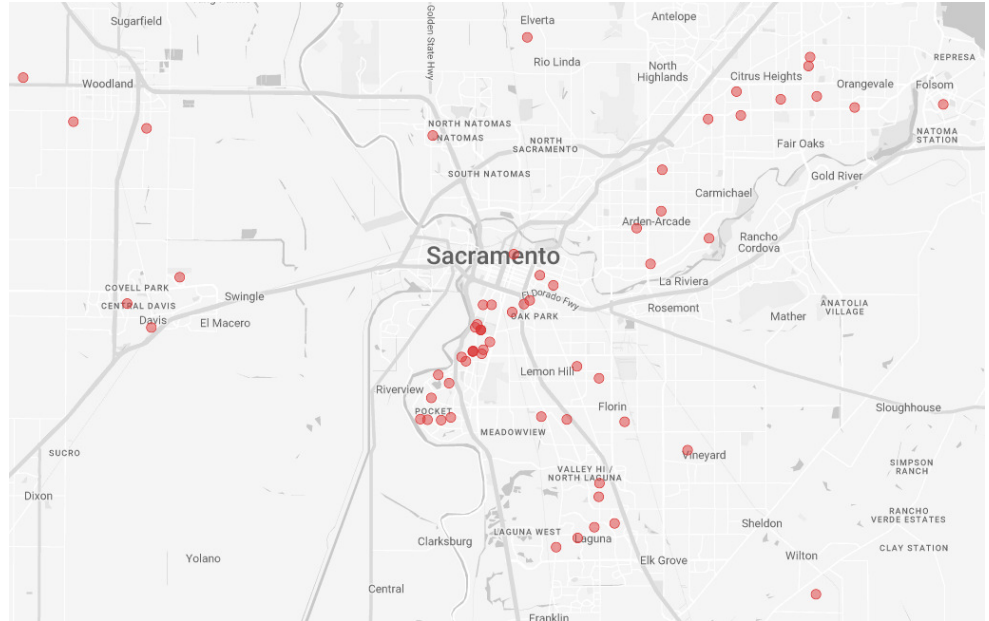 Sugarfield
Elverta
Antelope
Golden State Hwy
Rio Linda
REPRESA
North
Highlands
Citrus Heights
Woodland
Orangevale
Folsom
NORTH NATOMAS
NATOMAS
NATOMA
STATION
NORTH
SACRAMENTO
Fair Oaks
SOUTH NATOMAS
Gold River
Carmichael
Arden-Arcade
Rancho
Cordova
Sacramento
La Riviera
COVELL PARK
Swingle
CENTRAL DAVIS
Davis
El Macero
El Dorado Fwy
OAK PARK
Rosemont
Mather
ANATOLIA
VILLAGE
Lemon Hill
Riverview
Florin
Sloughhouse
POCKET
MEADOWVIEW
SUCRO
Vineyard
SIMPSON
RANCH
VALLEY HI /
NORTH LAGUNA
Dixon
RANCHO
VERDE ESTATES
Sheldon
LAGUNA WEST
Laguna
Clarksburg
CLAY STATION
Yolano
Elk Grove
Wilton
Central
Franklin